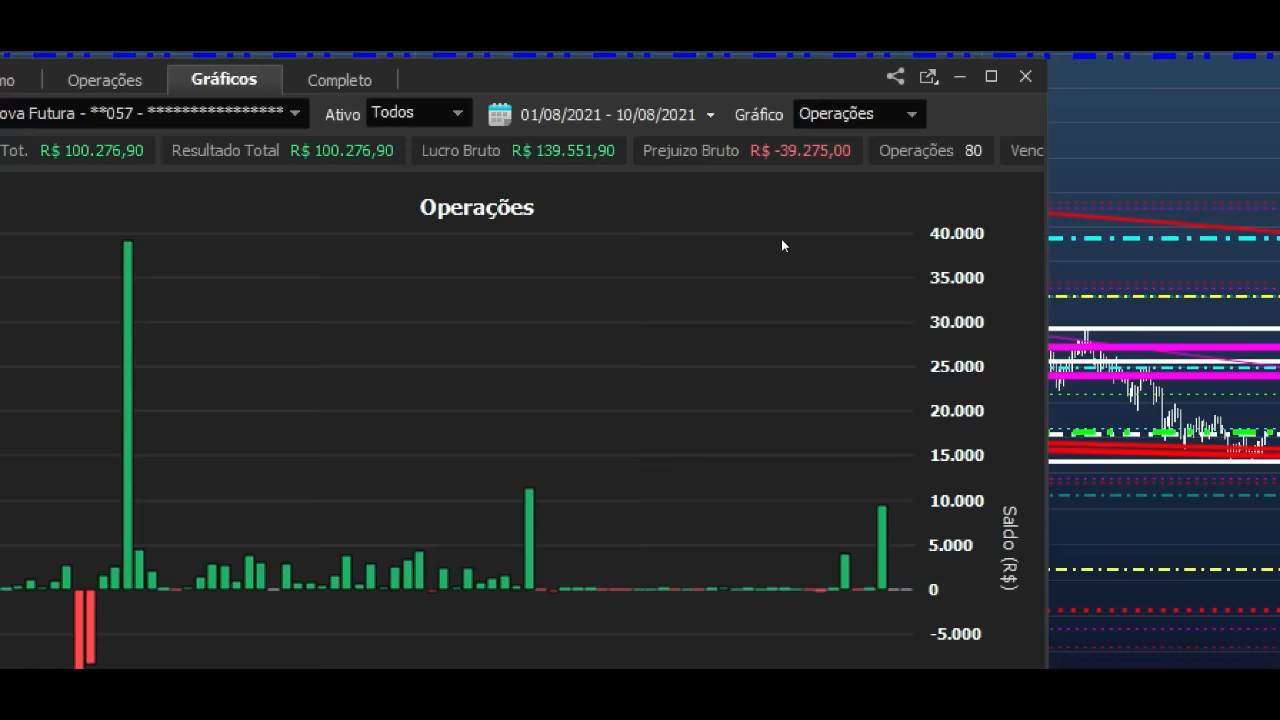 mo Operações Gráficos Completo
ova Futura - **057 - **************** Ativo Todos 01/08/2021 - 10/08/2021 Gráfico Operações
Tot. R$ 100.276,90 Resultado Total R$ 100.276,90 Lucro Bruto R$ 139.551,90 Prejuizo Bruto R$ -39.275,00 Operações 80 Venc
Operações
40.000
35.000
30.000
25.000
20.000
15.000
10.000
5.000
0
-5.000
Saldo (R$)